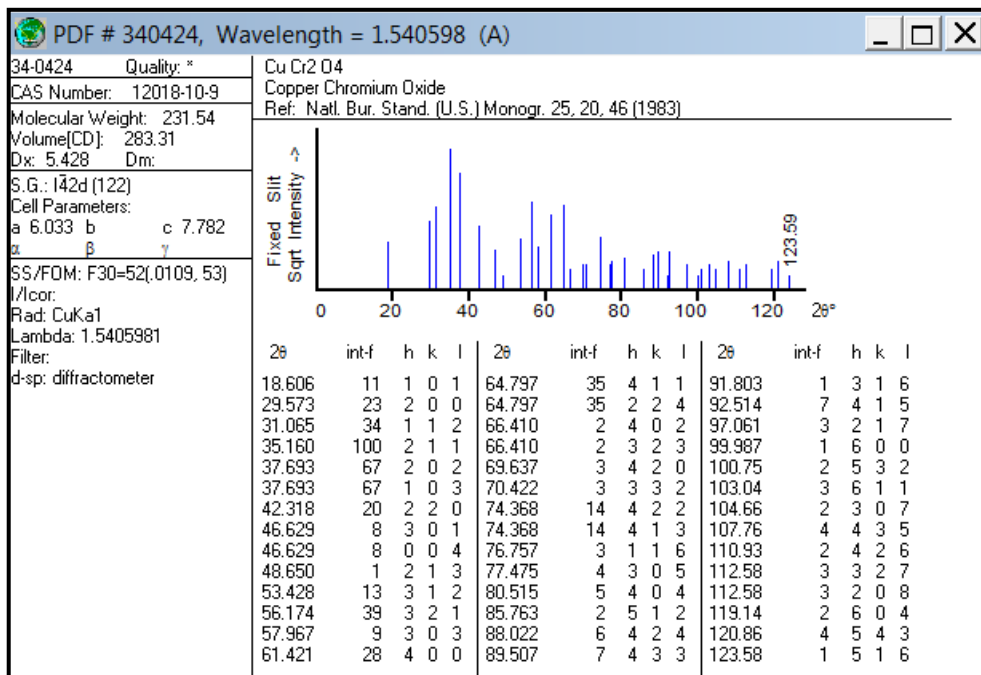 PDF # 340424, Wavelength = 1.540598 (A)
34-0424 Quality: *
CAS Number: 12018-10-9
Molecular Weight: 231.54
Volume[CD]: 283.31
Dx: 5.428 Dm:
S.G.: I4̅2d (122)
Cell Parameters:
a 6.033 b c 7.782
α β γ
SS/FOM: F30=52(.0109, 53)
I/Icor:
Rad: CuKa1
Lambda: 1.5405981
Filter:
d-sp: diffractometer
Cu Cr2 O4
Copper Chromium Oxide
Ref: Natl. Bur. Stand. (U.S.) Monogr. 25, 20, 46 (1983)
Fixed Slit
Sqrt Intensity ->
123.59
0 20 40 60 80 100 120 2θ°
2θ int-f h k l 2θ int-f h k l 2θ int-f h k l
18.606 11 1 0 1 64.797 35 4 1 1 91.803 1 3 1 6
29.573 23 2 0 0 64.797 35 2 2 4 92.514 7 4 1 5
31.065 34 1 1 2 66.410 2 4 0 2 97.061 3 2 1 7
35.160 100 2 1 1 66.410 2 3 2 3 99.987 1 6 0 0
37.693 67 2 0 2 69.637 3 4 2 0 100.75 2 5 3 2
37.693 67 1 0 3 70.422 3 3 3 2 103.04 3 6 1 1
42.318 20 2 2 0 74.368 14 4 2 2 104.66 2 3 0 7
46.629 8 3 0 1 74.368 14 4 1 3 107.76 4 4 3 5
46.629 8 0 0 4 76.757 3 1 1 6 110.93 2 4 2 6
48.650 1 2 1 3 77.475 4 3 0 5 112.58 3 3 2 7
53.428 13 3 1 2 80.515 5 4 0 4 112.58 3 2 0 8
56.174 39 3 2 1 85.763 2 5 1 2 119.14 2 6 0 4
57.967 9 3 0 3 88.022 6 4 2 4 120.86 4 5 4 3
61.421 28 4 0 0 89.507 7 4 3 3 123.58 1 5 1 6